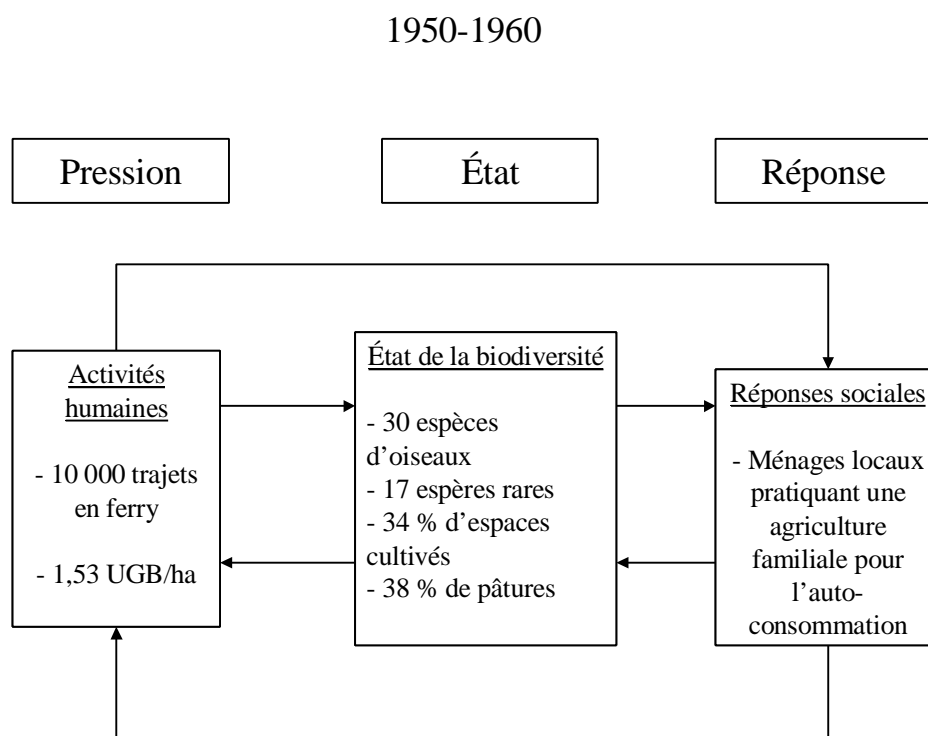 1950-1960
Pression
État
Réponse
Activités
humaines
- 10 000 trajets
en ferry
- 1,53 UGB/ha
État de la biodiversité
- 30 espèces
d’oiseaux
- 17 espères rares
- 34 % d’espaces
cultivés
- 38 % de pâtures
Réponses sociales
- Ménages locaux
pratiquant une
agriculture
familiale pour
l’auto-
consommation